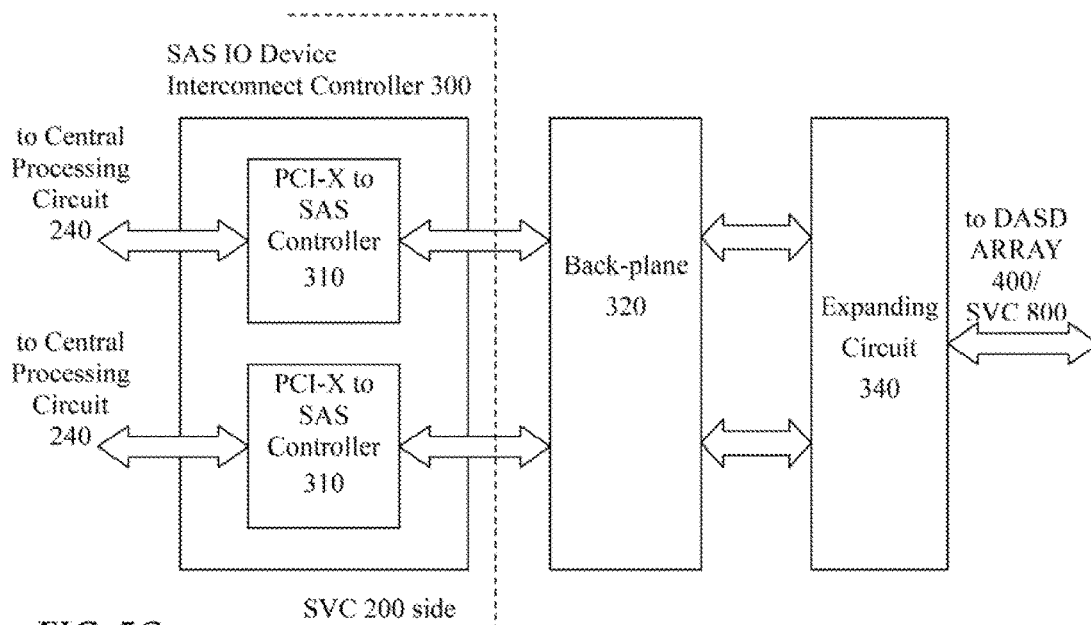 SAS IO Device
Interconnect Controller 300
to Central
Processing
Circuit
240
PCI-X to
SAS
Controller
310
Back-plane
320
Expanding
Circuit
340
to DASD
ARRAY
400/
SVC 800
to Central
Processing
Circuit
240
PCI-X to
SAS
Controller
310
SVC 200 side